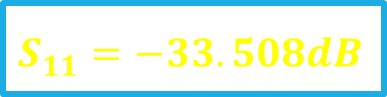 S₁₁ = −33.508dB